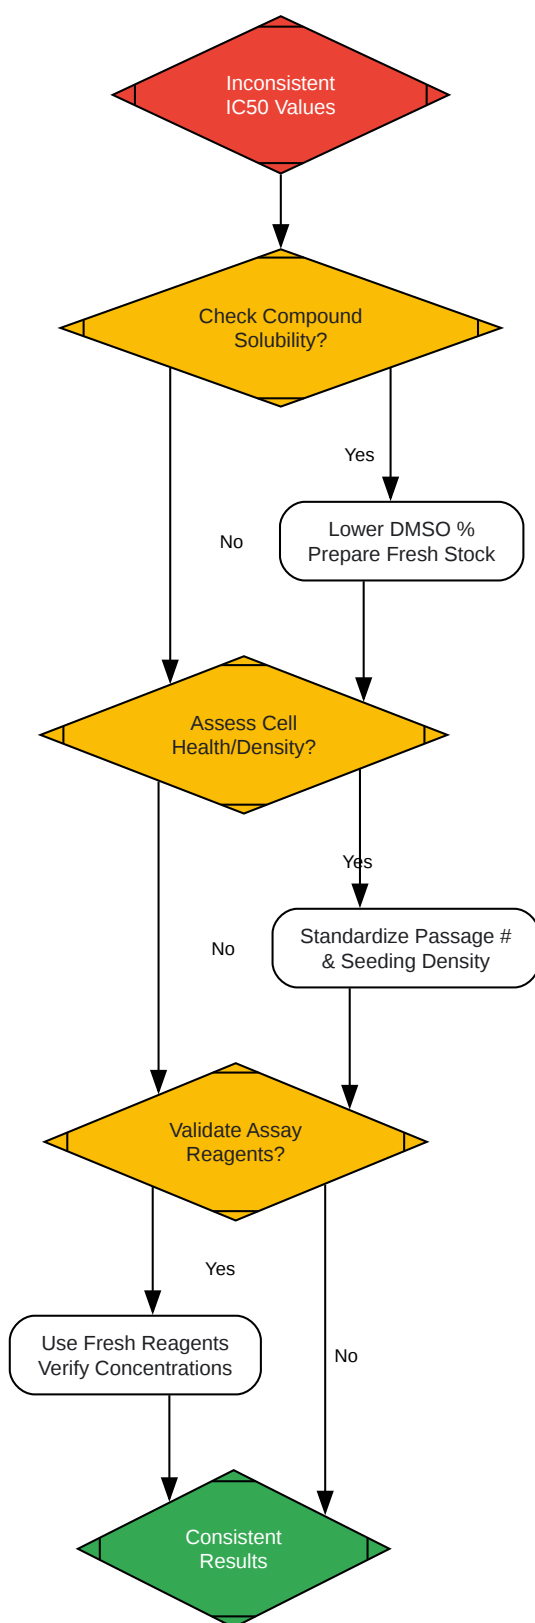 Inconsistent
IC50 Values
Check Compound
Solubility?
Yes
No
Lower DMSO %
Prepare Fresh Stock
Assess Cell
Health/Density?
Yes
No
Standardize Passage #
& Seeding Density
Validate Assay
Reagents?
Yes
Use Fresh Reagents
Verify Concentrations
No
Consistent
Results